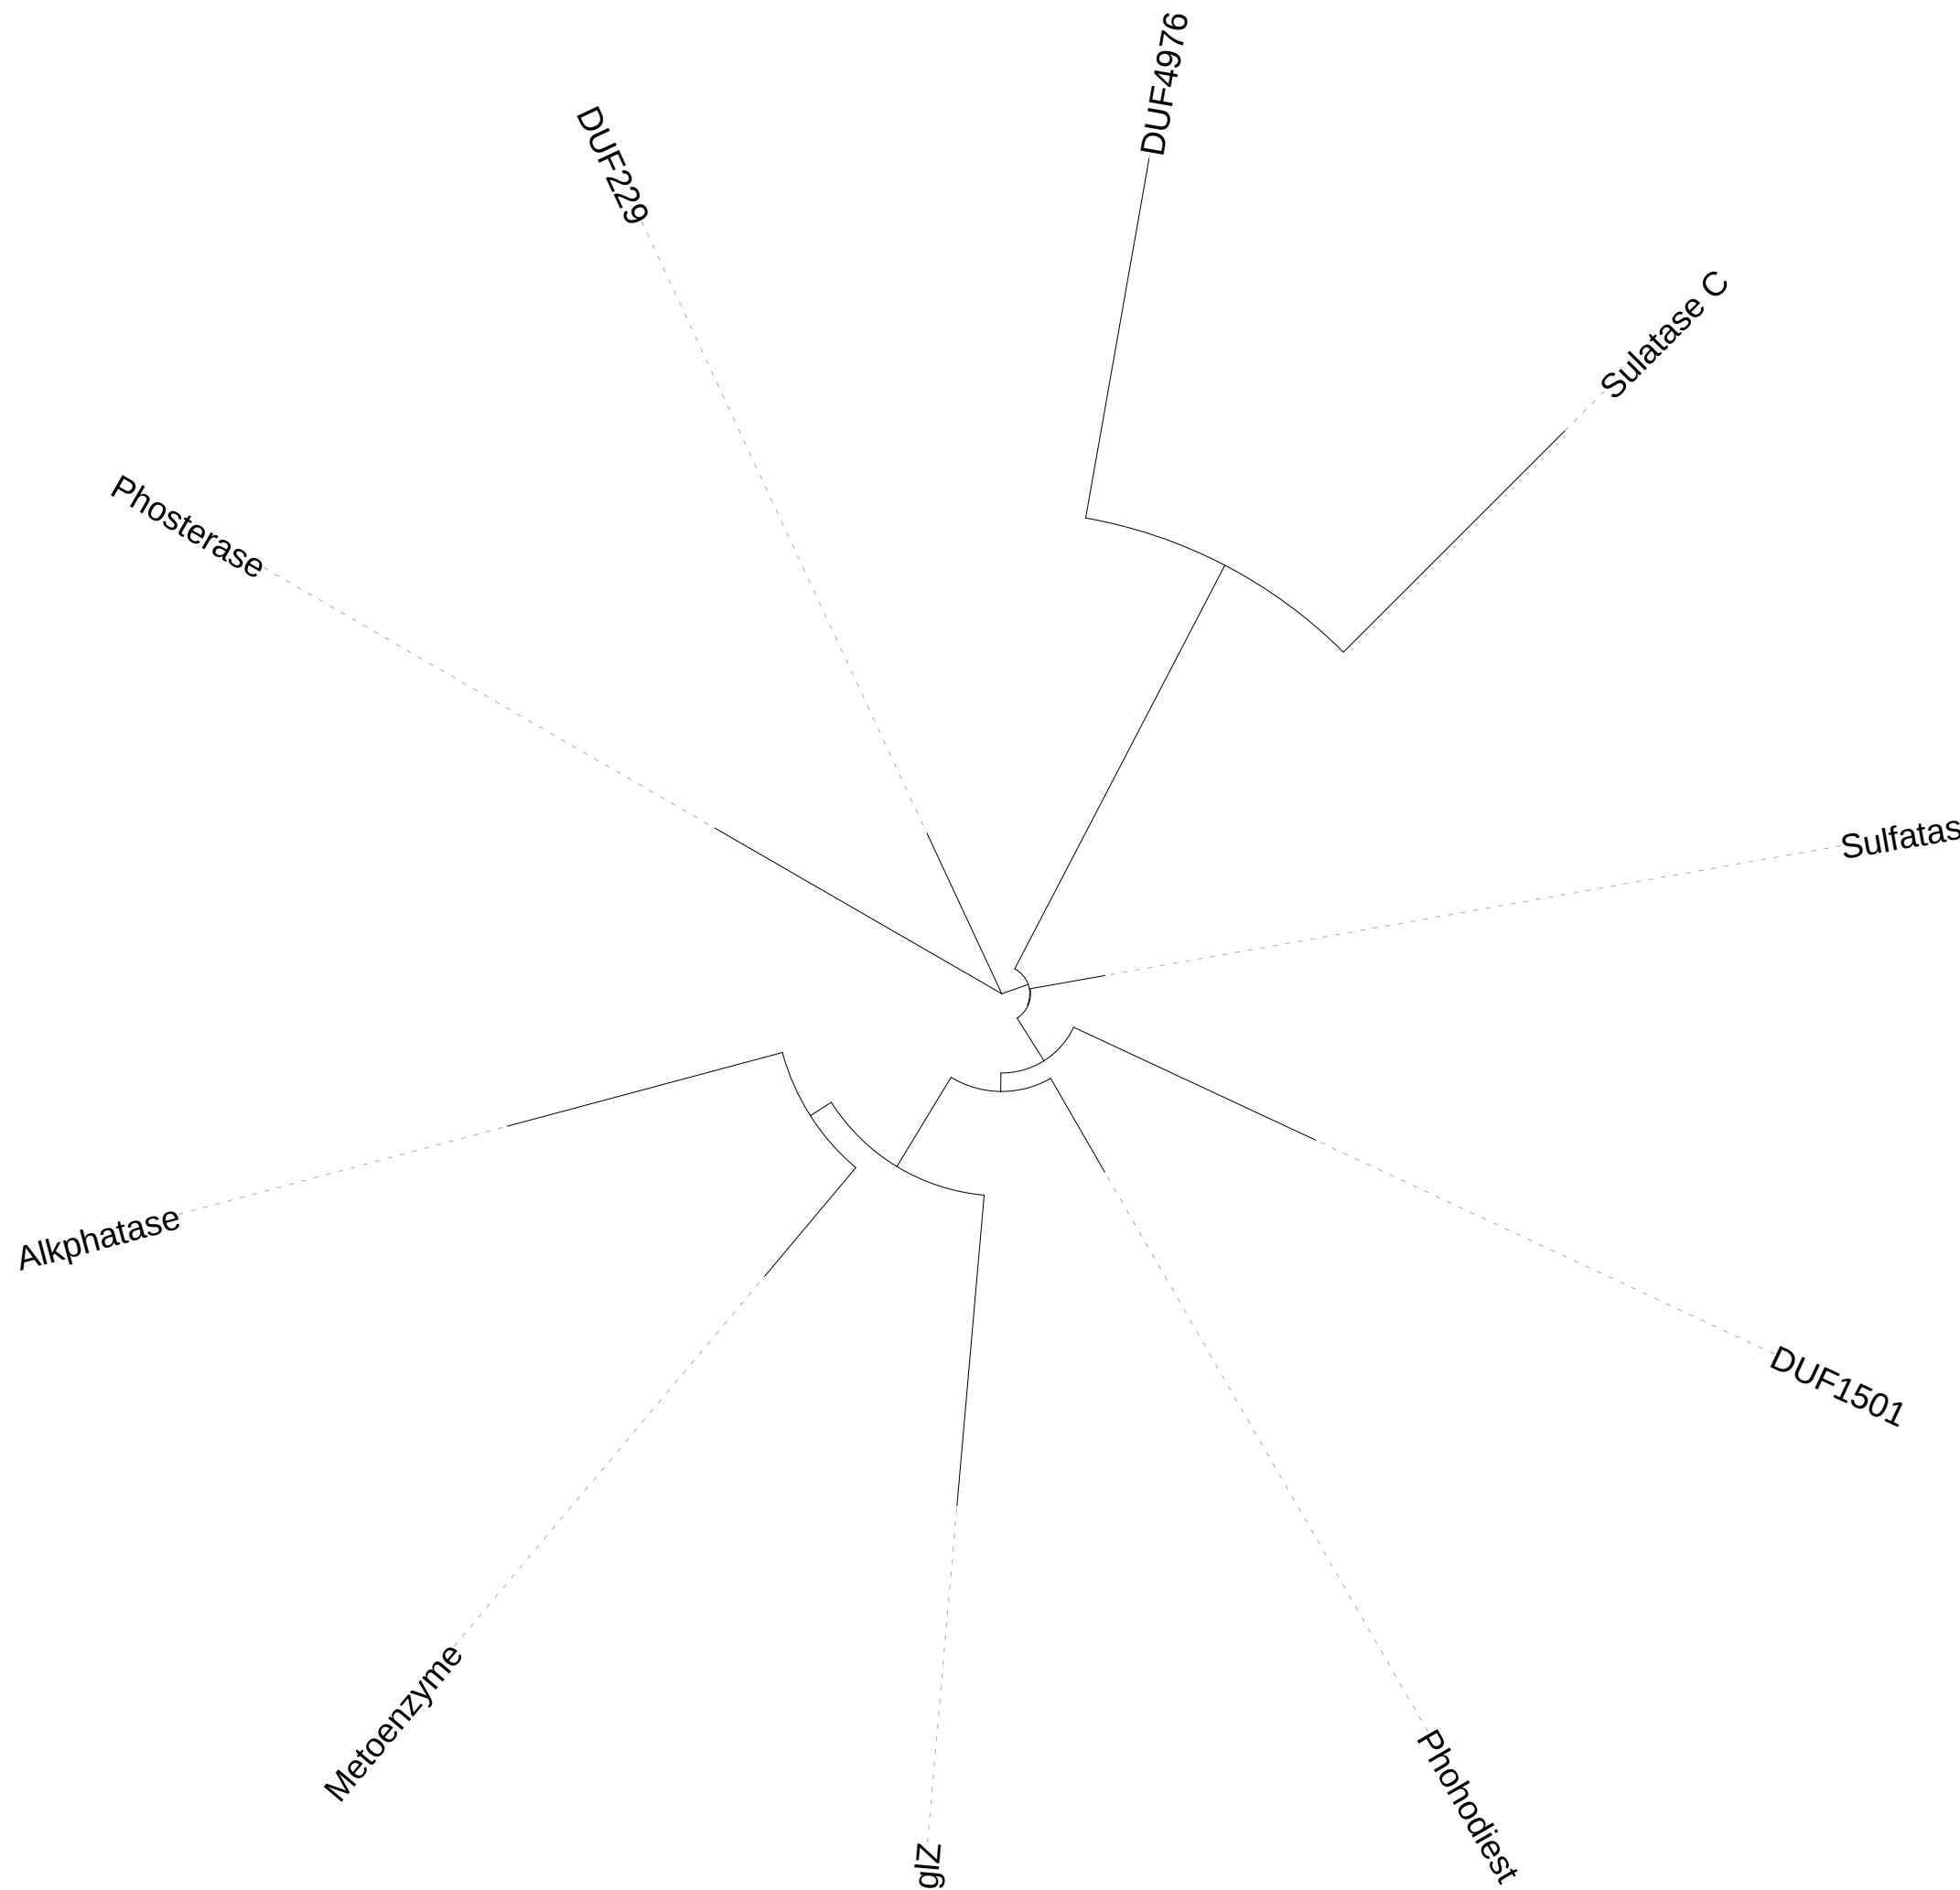 DUF4976
DUF229
Sulatase C
Phosterase
Sulfatas
Alkphatase
DUF1501
Metoenzyme
Phohodiest
glZ